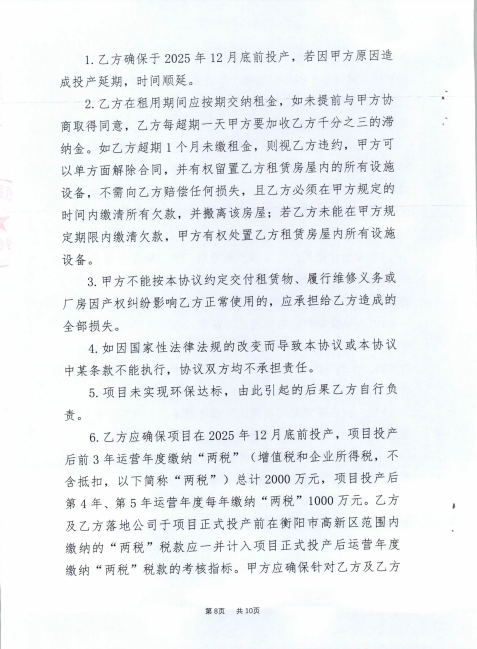 1.乙方确保于 2025 年 12 月底前投产，若因甲方原因造
成投产延期，时间顺延。
2.乙方在租用期间应按期交纳租金，如未提前与甲方协
商取得同意，乙方每超期一天甲方要加收乙方千分之三的滞
纳金。如乙方超期 1 个月未缴租金，则视乙方违约，甲方可
以单方面解除合同，并有权留置乙方租赁房屋内的所有设施
设备，不需向乙方赔偿任何损失，且乙方必须在甲方规定的
时间内缴清所有欠款，并搬离该房屋；若乙方未能在甲方规
定期限内缴清欠款，甲方有权处置乙方租赁房屋内所有设施
设备。
3.甲方不能按本协议约定交付租赁物、履行维修义务或
厂房因产权纠纷影响乙方正常使用的，应承担给乙方造成的
全部损失。
4.如因国家性法律法规的改变而导致本协议或本协议
中某条款不能执行，协议双方均不承担责任。
5.项目未实现环保达标，由此引起的后果乙方自行负
责。
6.乙方应确保项目在 2025 年 12 月底前投产，项目投产
后前 3 年运营年度缴纳“两税”（增值税和企业所得税，不
含抵扣，以下简称“两税”）总计 2000 万元，项目投产后
第 4 年、第 5 年运营年度每年缴纳“两税”1000 万元。乙方
及乙方落地公司于项目正式投产前在衡阳市高新区范围内
缴纳的“两税”税款应一并计入项目正式投产后运营年度
缴纳“两税”税款的考核指标。甲方应确保针对乙方及乙方
第 8页 共 10页